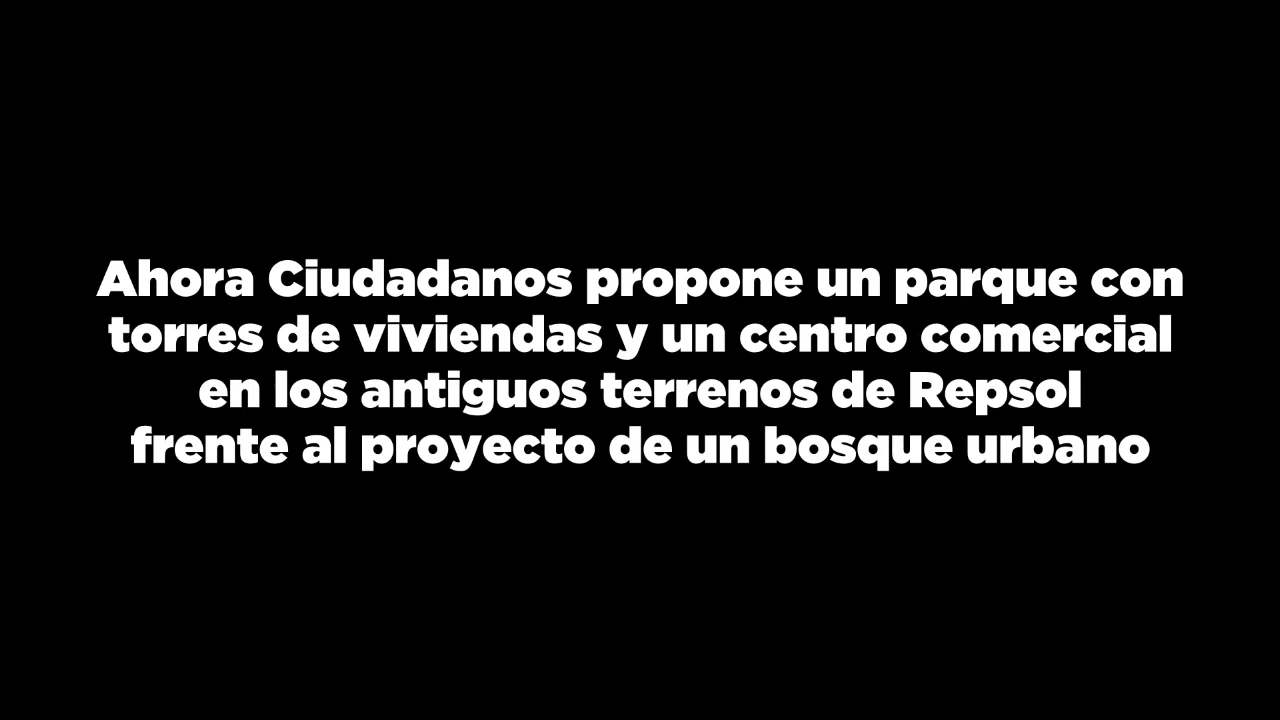 Ahora Ciudadanos propone un parque con
torres de viviendas y un centro comercial
en los antiguos terrenos de Repsol
frente al proyecto de un bosque urbano